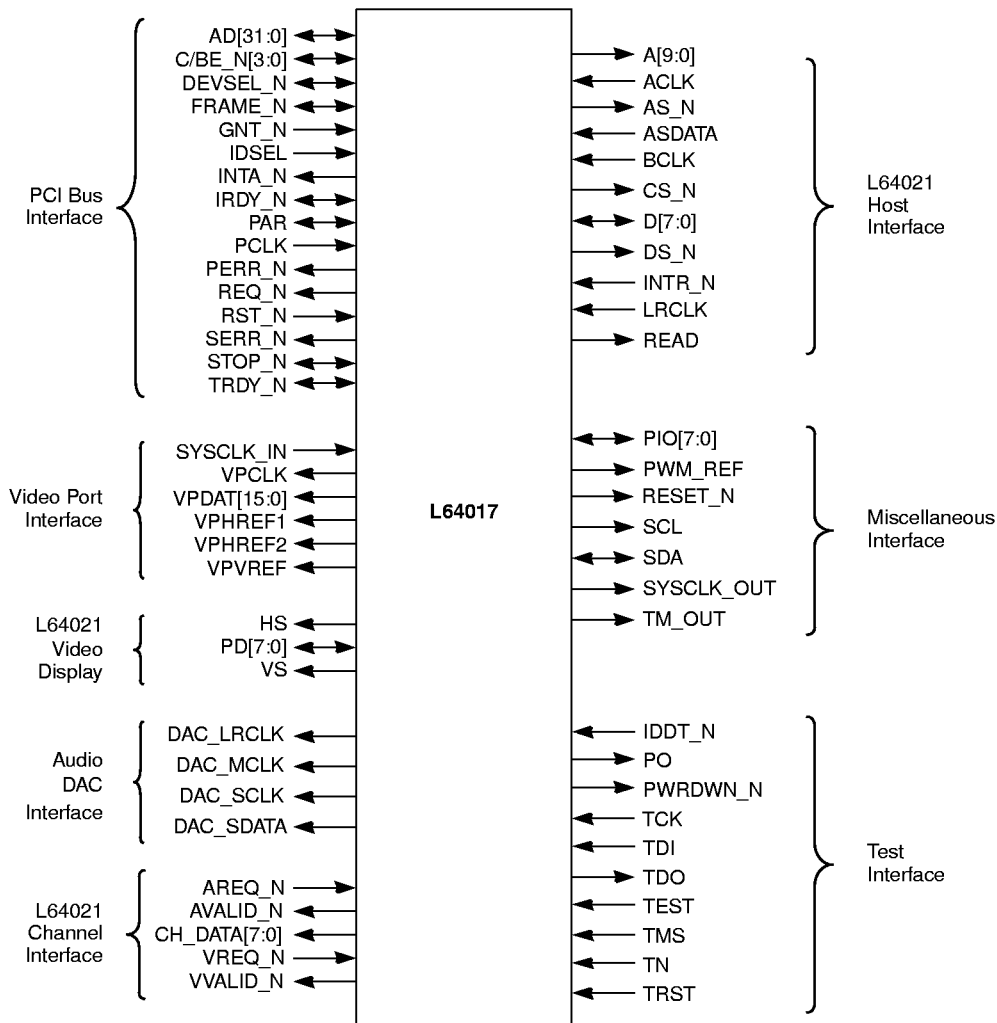 AD[31:0]
C/BE_N[3:0]
DEVSEL_N
FRAME_N
GNT_N
IDSEL
INTA_N
IRDY_N
PAR
PCLK
PERR_N
REQ_N
RST_N
SERR_N
STOP_N
TRDY_N
PCI Bus
Interface
SYSCLK_IN
VPCLK
VPDAT[15:0]
VPHREF1
VPHREF2
VPVREF
Video Port
Interface
HS
PD[7:0]
VS
L64021
Video
Display
DAC_LRCLK
DAC_MCLK
DAC_SCLK
DAC_SDATA
Audio
DAC
Interface
AREQ_N
AVALID_N
CH_DATA[7:0]
VREQ_N
VVALID_N
L64021
Channel
Interface
L64017
A[9:0]
ACLK
AS_N
ASDATA
BCLK
CS_N
D[7:0]
DS_N
INTR_N
LRCLK
READ
L64021
Host
Interface
PIO[7:0]
PWM_REF
RESET_N
SCL
SDA
SYSCLK_OUT
TM_OUT
Miscellaneous
Interface
IDDT_N
PO
PWRDWN_N
TCK
TDI
TDO
TEST
TMS
TN
TRST
Test
Interface